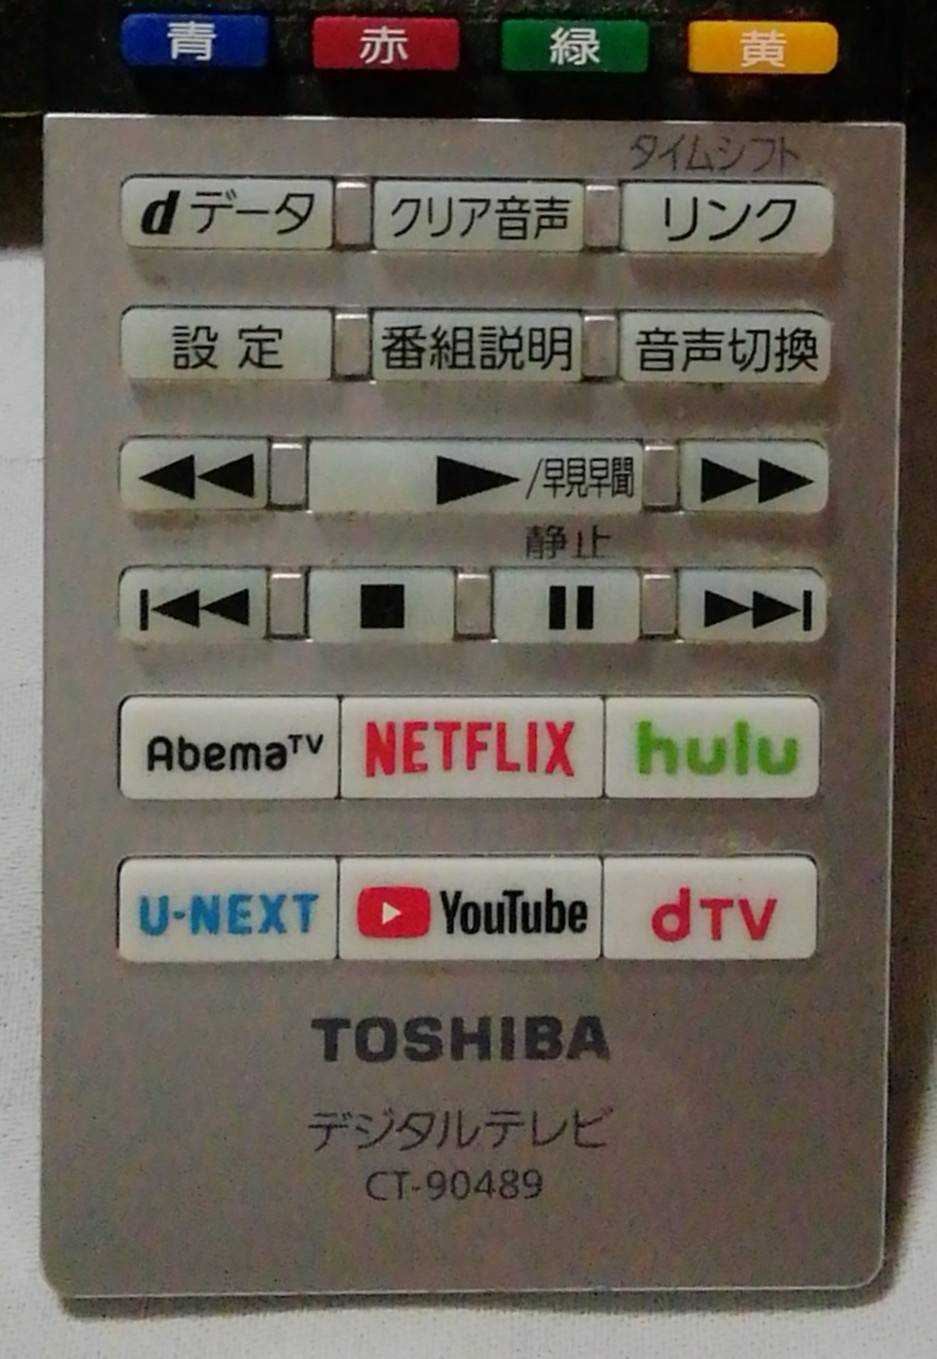 青 赤 緑 黄
タイムシフト
dデータ クリア音声 リンク
設定 番組説明 音声切換
/早見早聞
静止
AbemaTV NETFLIX hulu
U-NEXT YouTube dTV
TOSHIBA
デジタルテレビ
CT-90489